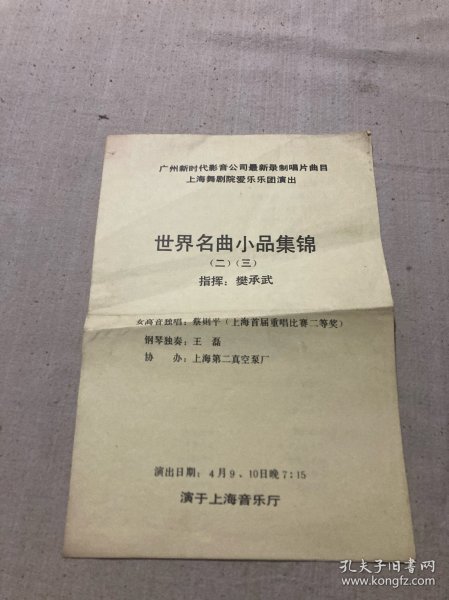 广州新时代影音公司最新录制唱片曲目
上海舞剧院爱乐乐团演出
世界名曲小品集锦
（二）（三）
指挥：樊承武
女高音独唱：蔡则平（上海首届重唱比赛二等奖）
钢琴独奏：王 磊
协 办：上海第二真空泵厂
演出日期：4月9、10日晚7:15
演于上海音乐厅
孔夫子旧书网
www.kongfz.com